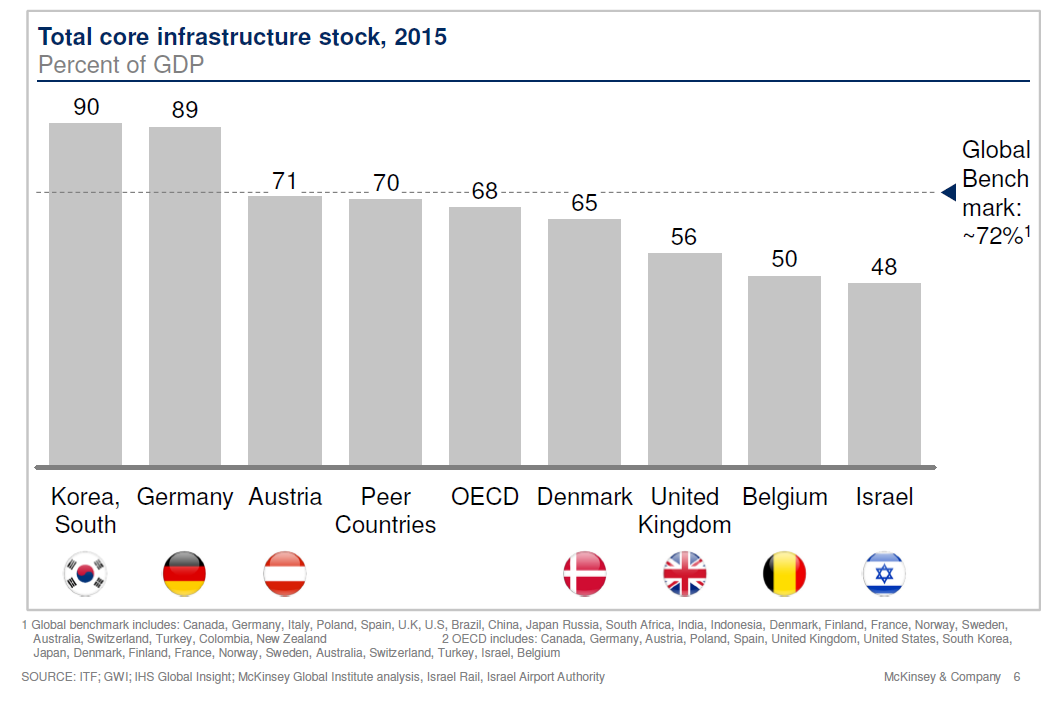 Total core infrastructure stock, 2015
Percent of GDP
90
89
71
70
68
65
56
50
48
Global
Bench
mark:
~72%1
Korea,
South
Germany
Austria
Peer
Countries
OECD
Denmark
United
Kingdom
Belgium
Israel
1 Global benchmark includes: Canada, Germany, Italy, Poland, Spain, U.K, U.S, Brazil, China, Japan Russia, South Africa, India, Indonesia, Denmark, Finland, France, Norway, Sweden,
Australia, Switzerland, Turkey, Colombia, New Zealand 2 OECD includes: Canada, Germany, Austria, Poland, Spain, United Kingdom, United States, South Korea,
Japan, Denmark, Finland, France, Norway, Sweden, Australia, Switzerland, Turkey, Israel, Belgium
SOURCE: ITF; GWI; IHS Global Insight; McKinsey Global Institute analysis, Israel Rail, Israel Airport Authority
McKinsey & Company 6